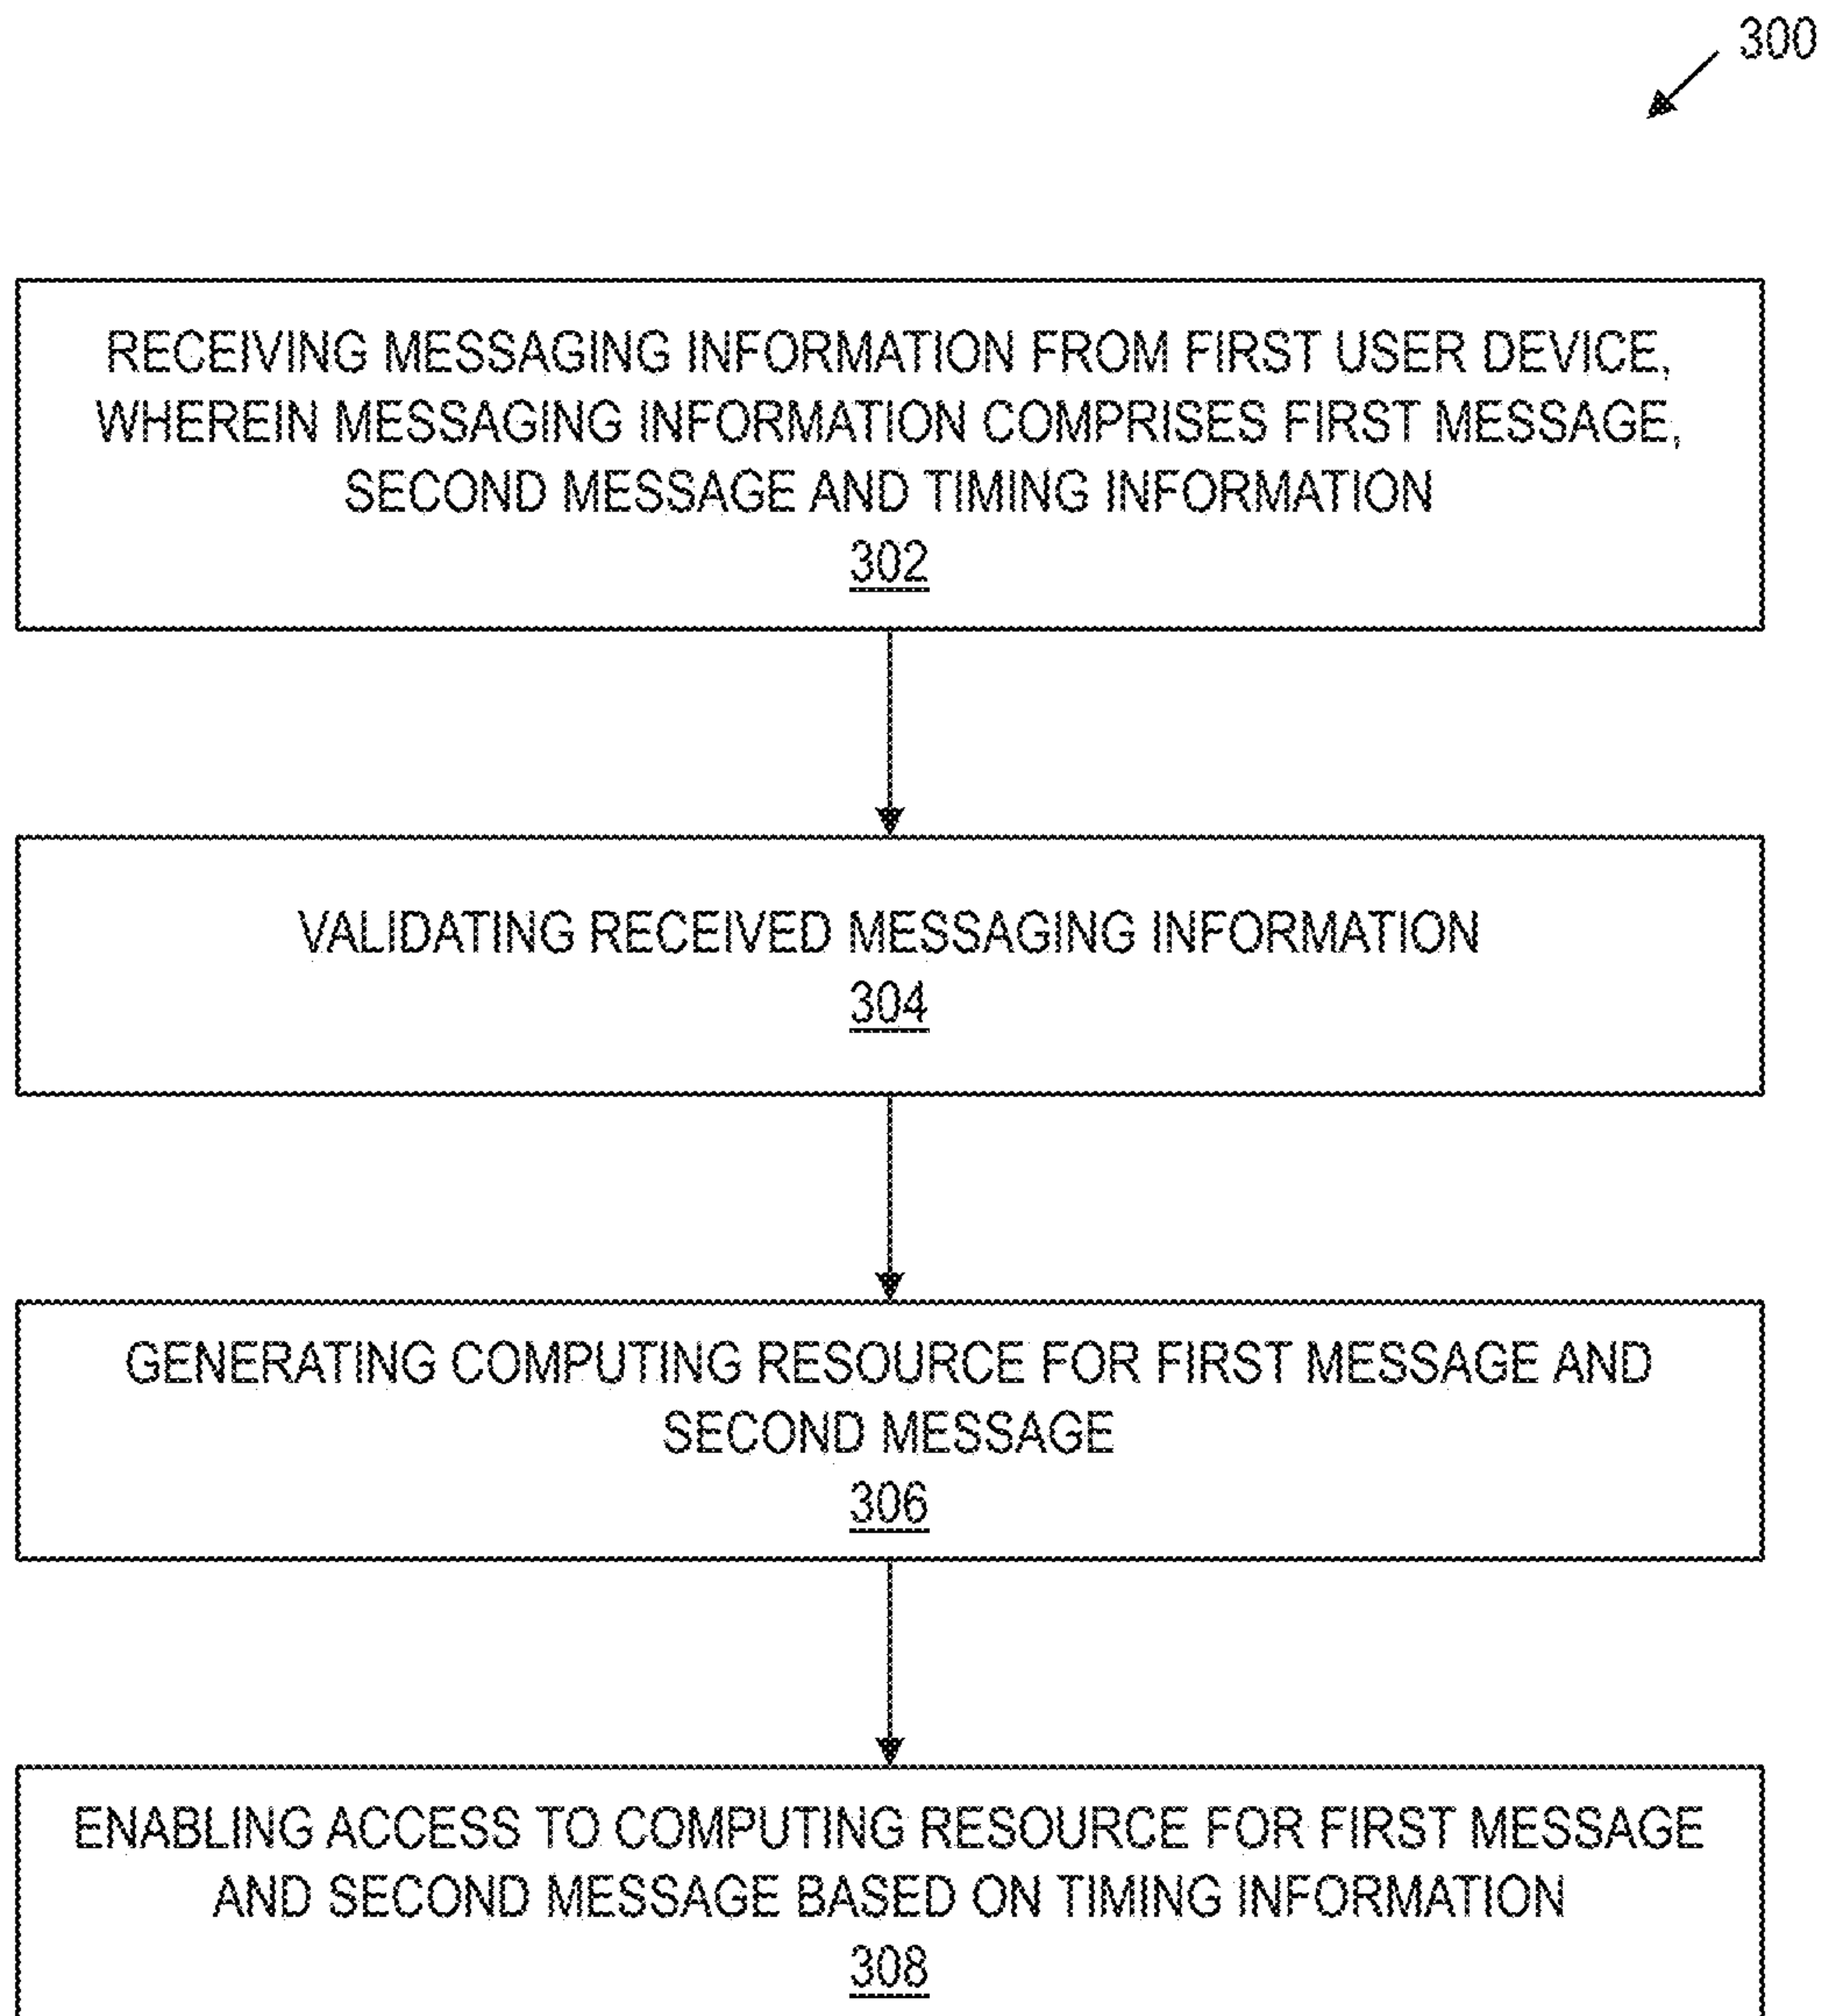 300
RECEIVING MESSAGING INFORMATION FROM FIRST USER DEVICE,
WHEREIN MESSAGING INFORMATION COMPRISES FIRST MESSAGE,
SECOND MESSAGE AND TIMING INFORMATION
302
VALIDATING RECEIVED MESSAGING INFORMATION
304
GENERATING COMPUTING RESOURCE FOR FIRST MESSAGE AND
SECOND MESSAGE
306
ENABLING ACCESS TO COMPUTING RESOURCE FOR FIRST MESSAGE
AND SECOND MESSAGE BASED ON TIMING INFORMATION
308